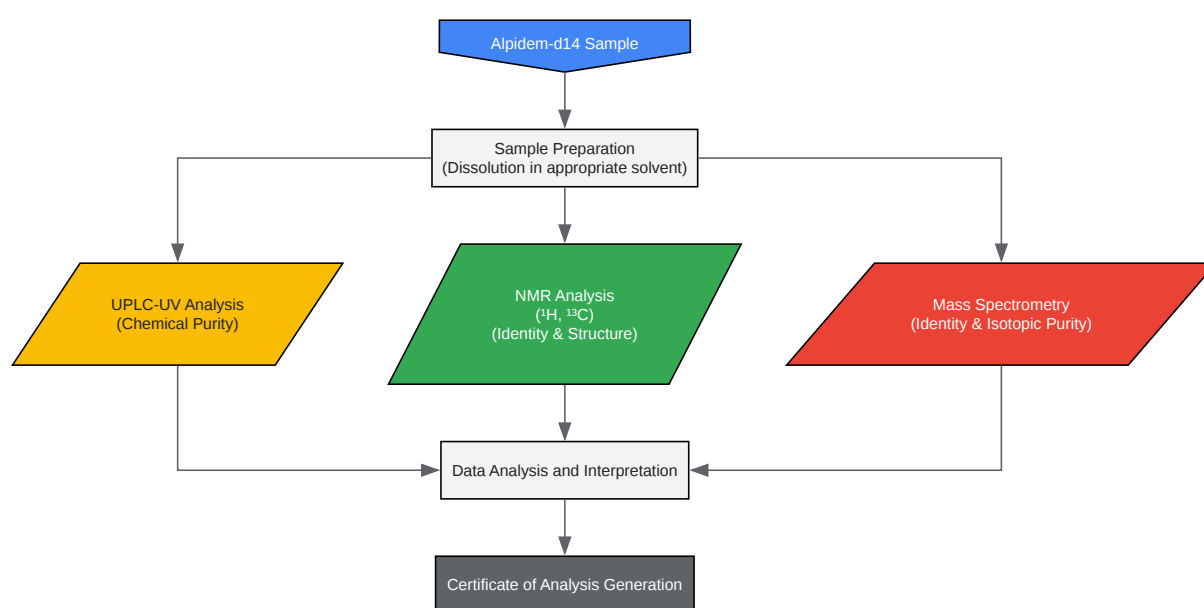 Alpidem-d14 Sample
Sample Preparation
(Dissolution in appropriate solvent)
UPLC-UV Analysis
(Chemical Purity)
NMR Analysis
(¹H, ¹³C)
(Identity & Structure)
Mass Spectrometry
(Identity & Isotopic Purity)
Data Analysis and Interpretation
Certificate of Analysis Generation